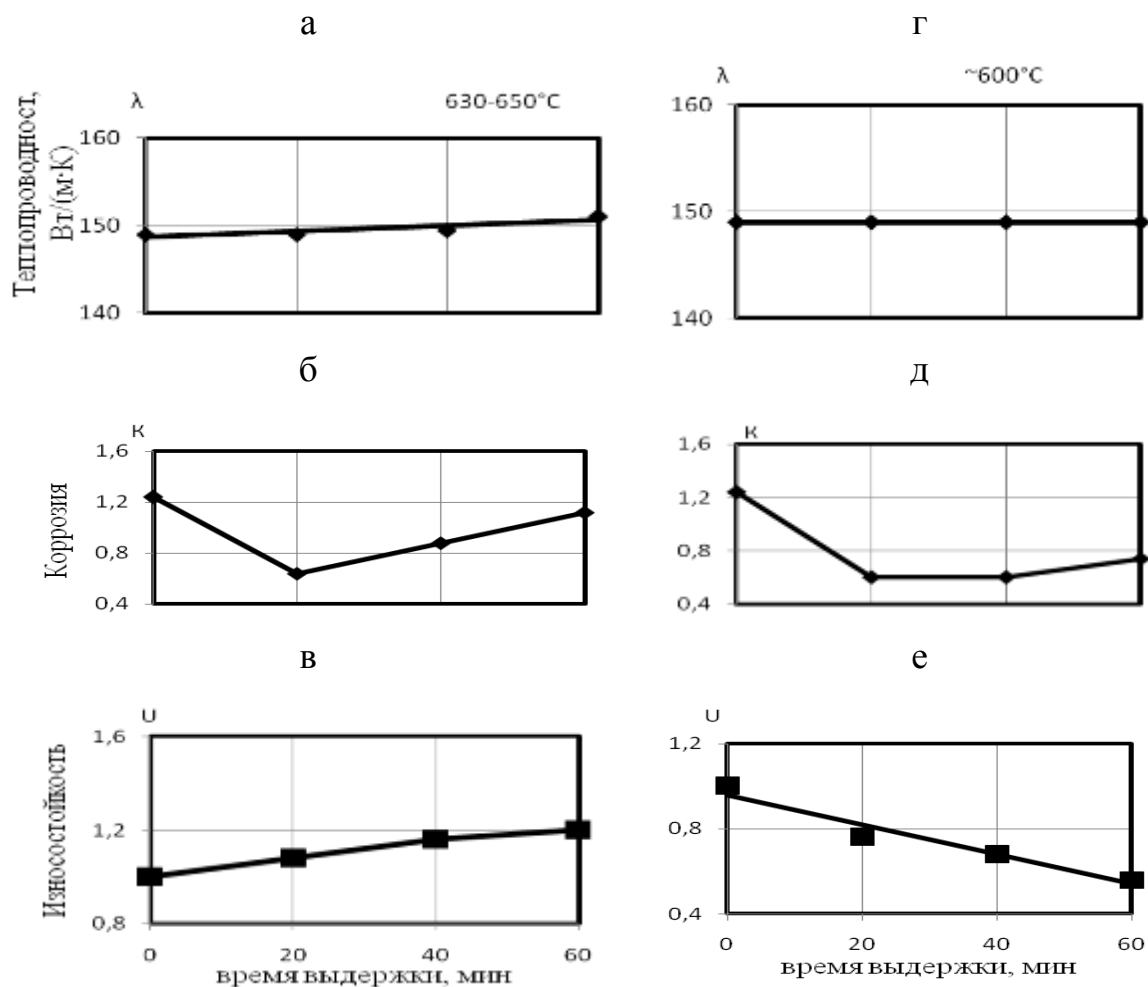 а
г
λ 630-650°C
λ ~600°C
Теплопроводност,
Вт/(м·К)
160
150
140
160
150
140
б
д
К
К
Коррозия
1,6
1,2
0,8
0,4
1,6
1,2
0,8
0,4
в
е
U
U
Износостойкость
1,6
1,2
0,8
1,2
0,8
0,4
0 20 40 60
0 20 40 60
время выдержки, мин
время выдержки, мин